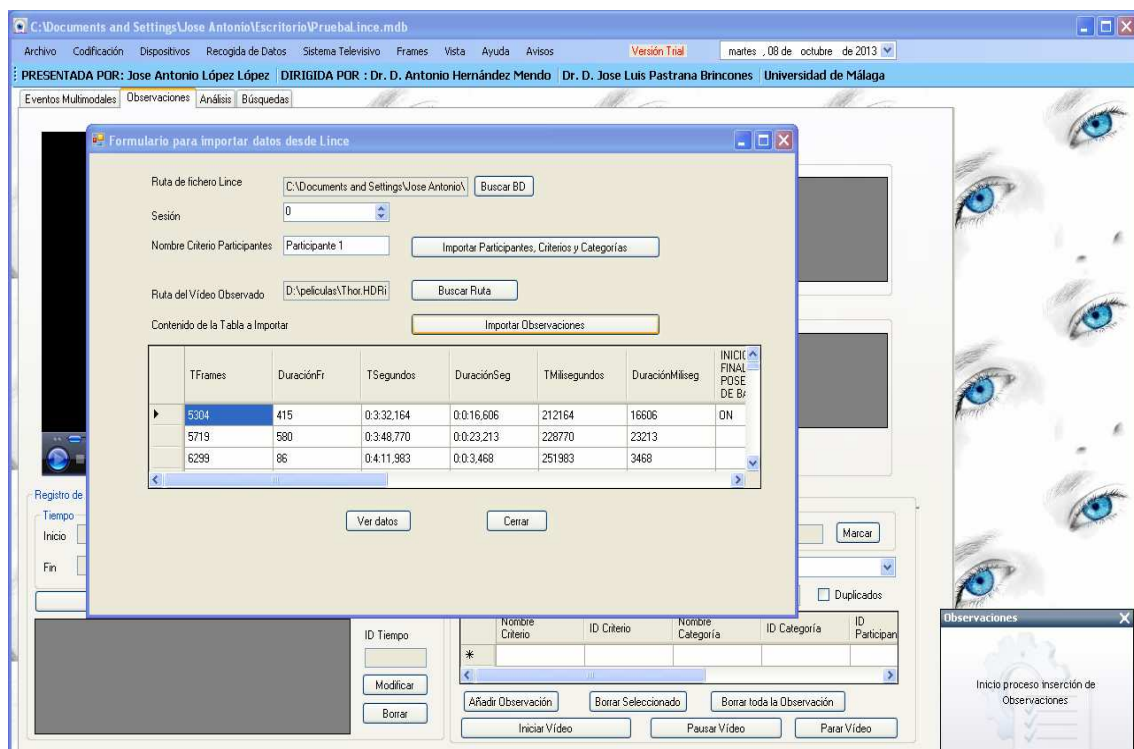 C:\Documents and Settings\Jose Antonio\Escritorio\PruebaLince.mdb
Archivo Codificación Dispositivos Recogida de Datos Sistema Televisivo Frames Vista Ayuda Avisos Versión Trial martes , 08 de octubre de 2013
PRESENTADA POR: Jose Antonio López López DIRIGIDA POR : Dr. D. Antonio Hernández Mendo Dr. D. Jose Luis Pastrana Brincones Universidad de Málaga
Eventos Multimodales Observaciones Análisis Búsquedas
Formulario para importar datos desde Lince
Ruta de fichero Lince C:\Documents and Settings\Jose Antonio\ Buscar BD
Sesión 0
Nombre Criterio Participantes Participante 1 Importar Participantes, Criterios y Categorías
Ruta del Vídeo Observado D:\peliculas\Thor.HDRi Buscar Ruta
Contenido de la Tabla a Importar Importar Observaciones
TFrames DuraciónFr TSegundos DuraciónSeg TMilisegundos DuraciónMiliseg INICIO
FINAL
POSE
DE BA
5304 415 0:3:32,164 0:0:16,606 212164 16606 ON
5719 580 0:3:48,770 0:0:23,213 228770 23213
6299 86 0:4:11,983 0:0:3,468 251983 3468
Ver datos Cerrar
Registro de
Tiempo
Inicio Marcar
Fin
Duplicados
Nombre Criterio ID Criterio Nombre Categoría ID Categoría ID Participan
ID Tiempo
Modificar
Borrar
Añadir Observación Borrar Seleccionado Borrar toda la Observación
Iniciar Vídeo Pausar Vídeo Parar Vídeo
Observaciones X
Inicio proceso inserción de
Observaciones